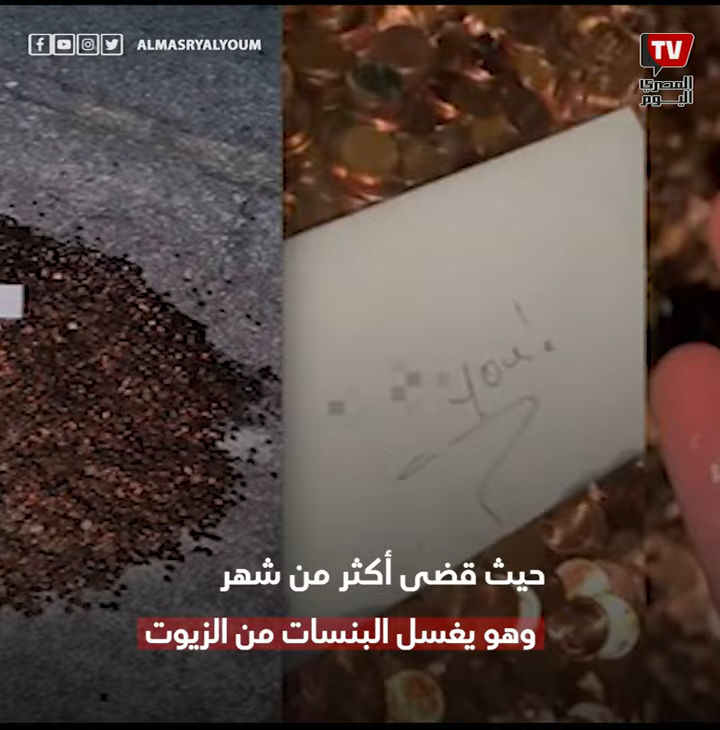 ALMASRYALYOUM
TV
المصري
اليوم
you!
حيث قضى أكثر من شهر
وهو يغسل البنسات من الزيوت